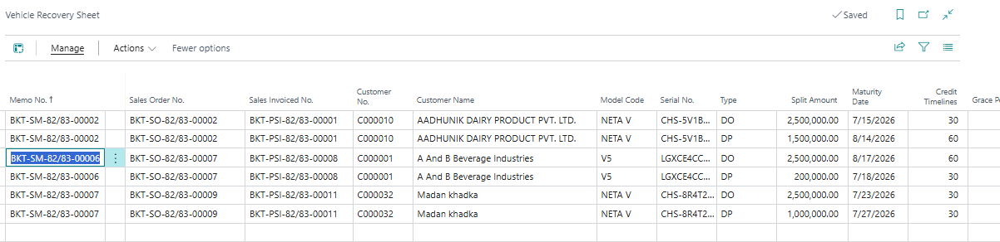 Vehicle Recovery Sheet
Saved
Manage Actions Fewer options
Memo No. ↑ Sales Order No. Sales Invoiced No. Customer No. Customer Name Model Code Serial No. Type Split Amount Maturity Date Credit Timelines Grace Pe
BKT-SM-82/83-00002 BKT-SO-82/83-00002 BKT-PSI-82/83-00001 C000010 AADHUNIK DAIRY PRODUCT PVT. LTD. NETA V CHS-5V1B... DO 2,500,000.00 7/15/2026 30
BKT-SM-82/83-00002 BKT-SO-82/83-00002 BKT-PSI-82/83-00001 C000010 AADHUNIK DAIRY PRODUCT PVT. LTD. NETA V CHS-5V1B... DP 1,500,000.00 8/14/2026 60
BKT-SM-82/83-00006 BKT-SO-82/83-00007 BKT-PSI-82/83-00008 C000001 A And B Beverage Industries V5 LGXCE4CC... DO 2,500,000.00 8/17/2026 60
BKT-SM-82/83-00006 BKT-SO-82/83-00007 BKT-PSI-82/83-00008 C000001 A And B Beverage Industries V5 LGXCE4CC... DP 200,000.00 7/18/2026 30
BKT-SM-82/83-00007 BKT-SO-82/83-00009 BKT-PSI-82/83-00011 C000032 Madan khadka NETA V CHS-8R4T2... DO 2,500,000.00 7/23/2026 30
BKT-SM-82/83-00007 BKT-SO-82/83-00009 BKT-PSI-82/83-00011 C000032 Madan khadka NETA V CHS-8R4T2... DP 1,000,000.00 7/27/2026 30